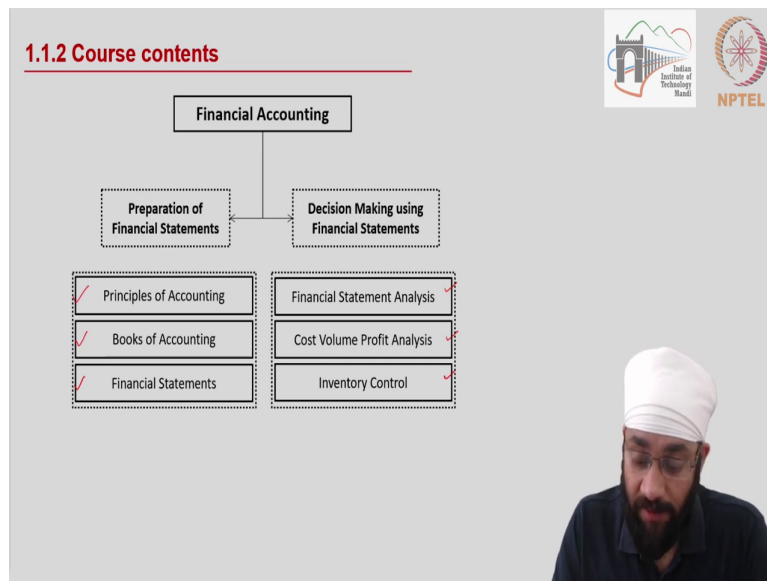 1.1.2 Course contents
Indian
Institute of
Technology
Mandi
NPTEL
Financial Accounting
Preparation of
Financial Statements
Decision Making using
Financial Statements
Principles of Accounting
Books of Accounting
Financial Statements
Financial Statement Analysis
Cost Volume Profit Analysis
Inventory Control